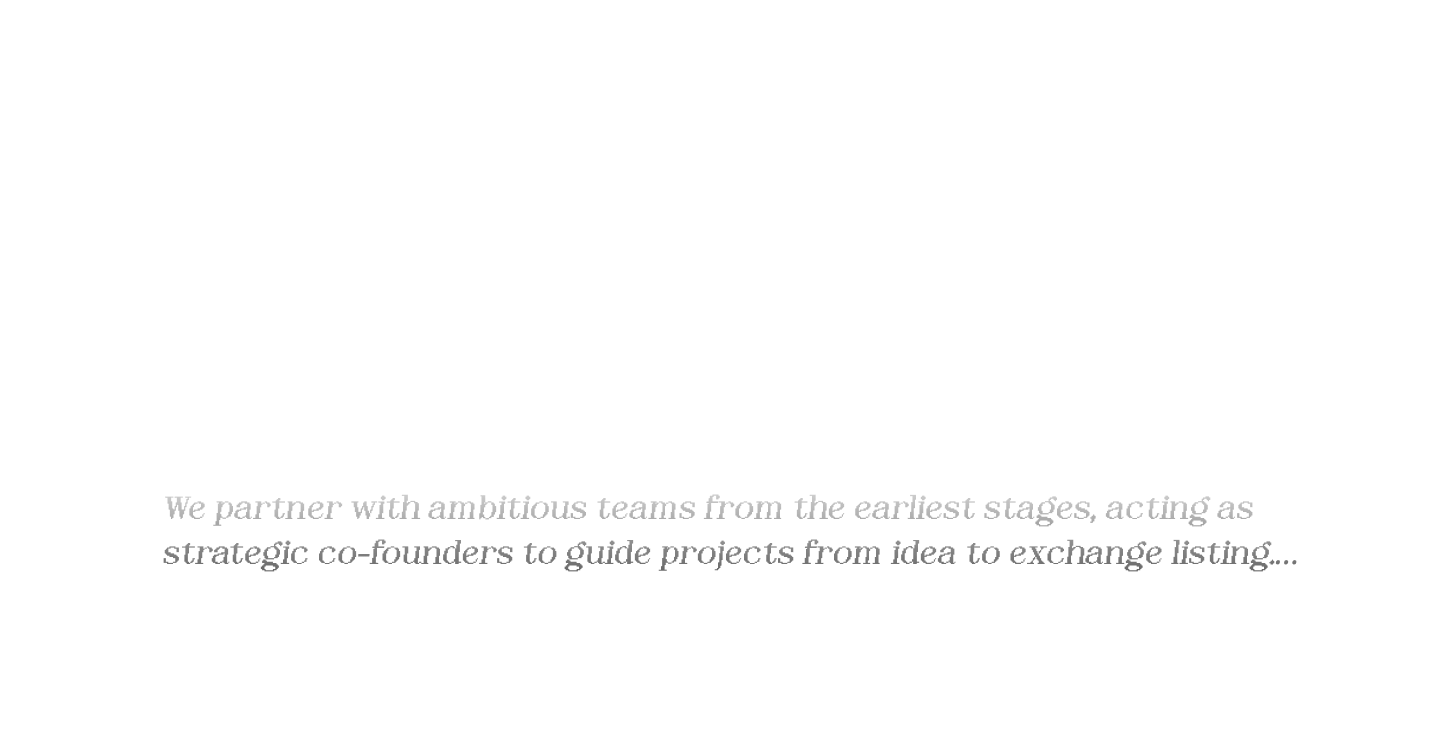 We partner with ambitious teams from the earliest stages, acting as
strategic co-founders to guide projects from idea to exchange listing....